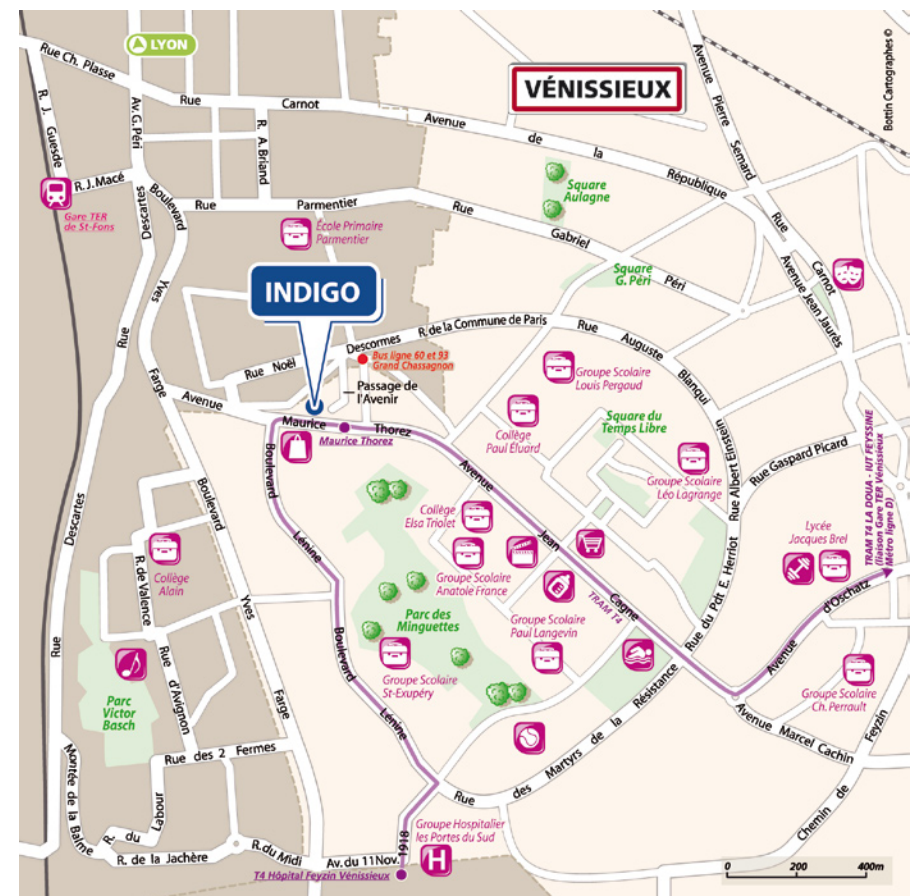 LYON
VÉNISSIEUX
Bottin Cartographes ©
Rue Ch. Plasse
R. J. Guesde
Av. G. Péri
Rue Carnot
R. A. Briand
Avenue de la République
Avenue Pierre Semard
Rue Carnot
Avenue Jean Jaurès
R. J. Macé
Gare TER
de St-Fons
Boulevard Yves Farge
Rue Descartes
Rue Parmentier
École Primaire
Parmentier
Rue Gabriel Péri
Square
Aulagne
Square
G. Péri
INDIGO
Rue Noël Descormes
R. de la Commune de Paris
Rue Auguste Blanqui
Bus ligne 60 et 93
Grand Chassagnon
Passage de
l'Avenir
Avenue Maurice Thorez
Maurice Thorez
Groupe Scolaire
Louis Pergaud
Collège
Paul Éluard
Square du
Temps Libre
Groupe Scolaire
Léo Lagrange
Rue Albert Einstein
Rue Gaspard Picard
Rue du Pdt E. Herriot
Lycée
Jacques Brel
TRAM T4 LA DOUA - IUT FEYSSINE
(liaison Gare TER Vénissieux
Métro ligne D)
Boulevard Lénine
Boulevard Lénine
Collège
Elsa Triolet
Groupe Scolaire
Anatole France
Avenue Jean Cagne
TRAM T4
Groupe Scolaire
Paul Langevin
Parc des
Minguettes
Groupe Scolaire
St-Exupéry
Avenue d'Oschatz
Groupe Scolaire
Ch. Perrault
Avenue Marcel Cachin
Chemin de Feyzin
Rue des Martyrs de la Résistance
Boulevard Yves Farge
Collège
Alain
R. de Valence
Rue d'Avignon
Rue Descartes
Parc
Victor
Basch
Rue des 2 Fermes
Montée de la Balme
R. du Labour
R. de la Jachère
R. du Midi
Av. du 11 Nov. 1918
T4 Hôpital Feyzin Vénissieux
Groupe Hospitalier
les Portes du Sud
H
0 200 400m